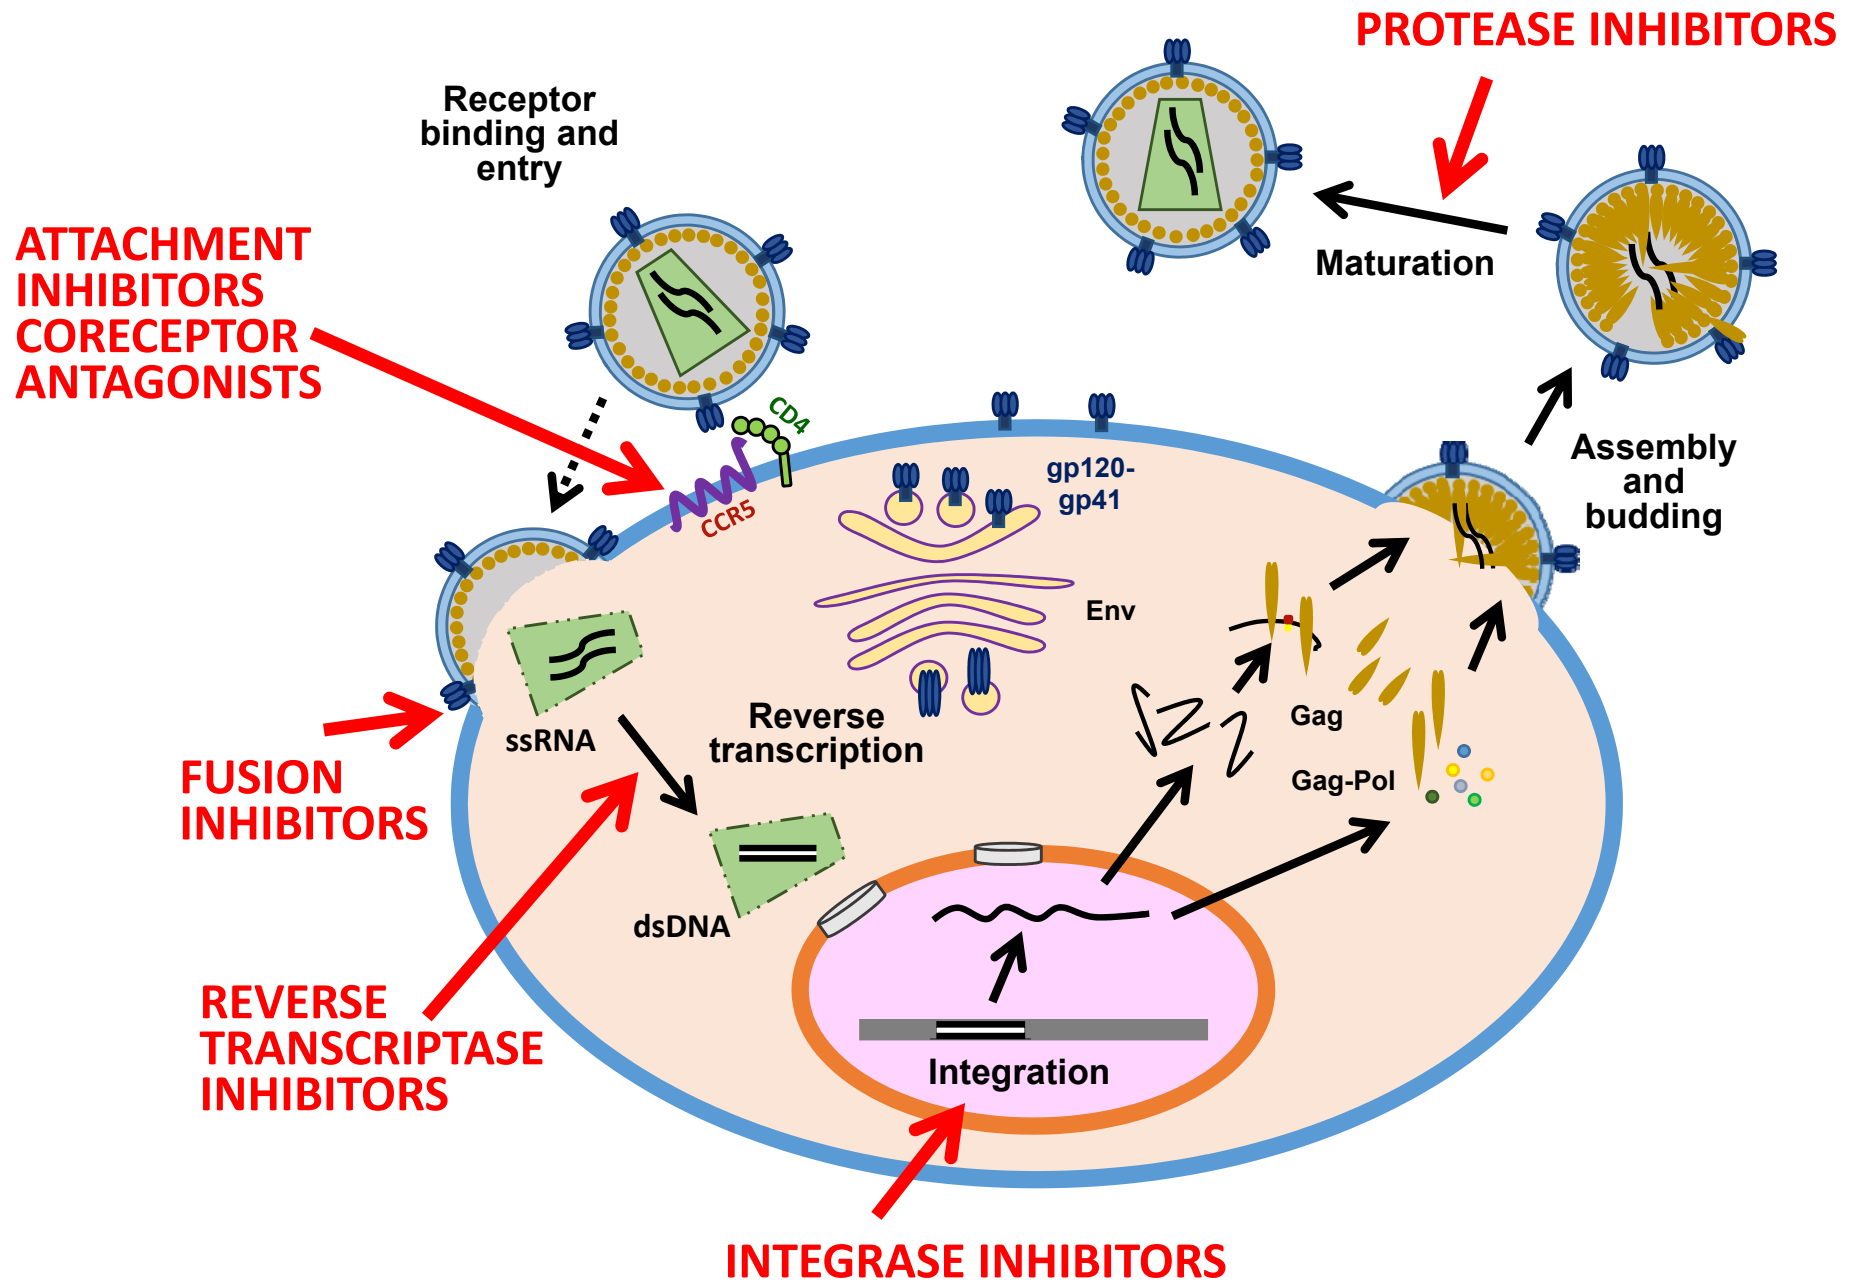 PROTEASE INHIBITORS
Receptor
binding and
entry
ATTACHMENT
INHIBITORS
CORECEPTOR
ANTAGONISTS
Maturation
CD4
CCR5
gp120-
gp41
Assembly
and
budding
Env
ssRNA
Reverse
transcription
Gag
Gag-Pol
FUSION
INHIBITORS
dsDNA
REVERSE
TRANSCRIPTASE
INHIBITORS
Integration
INTEGRASE INHIBITORS